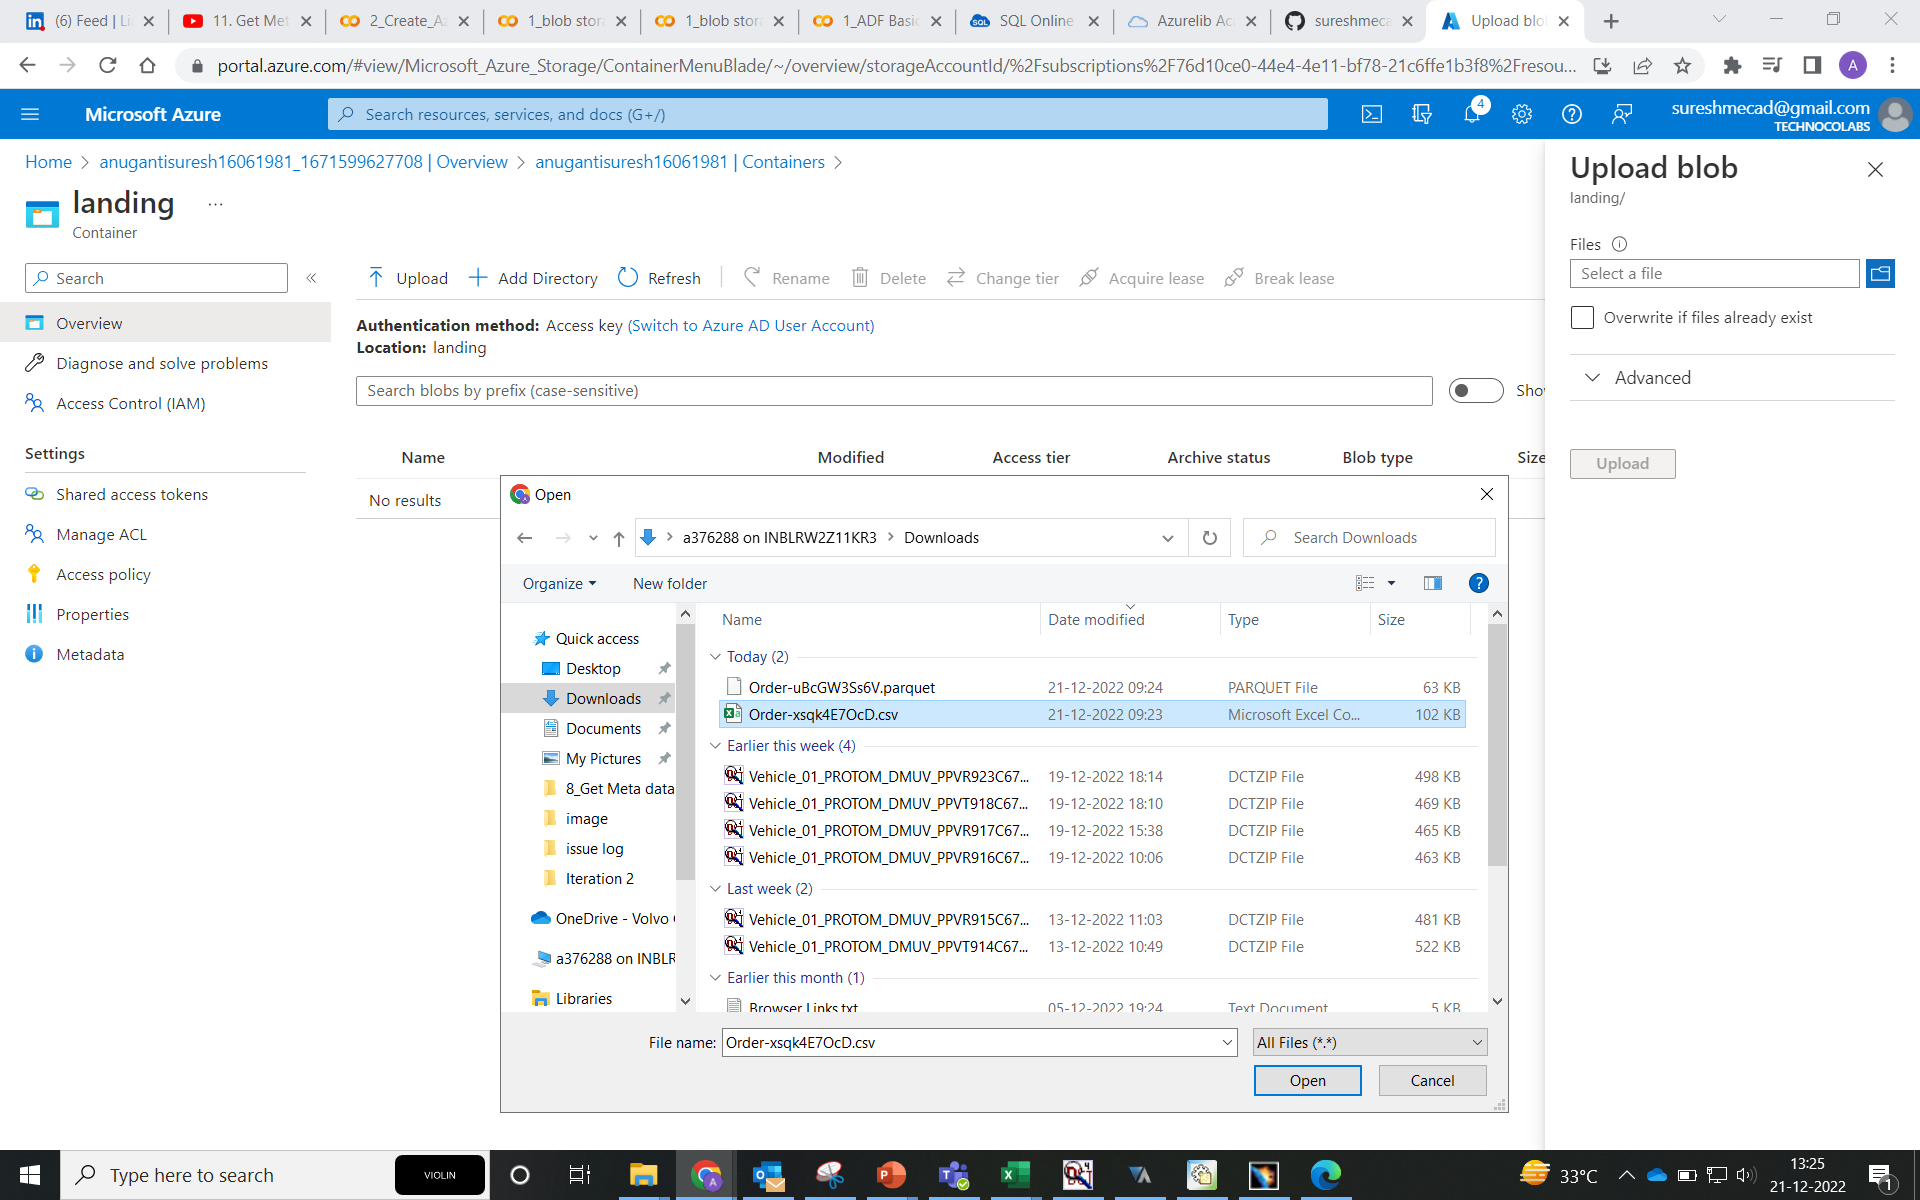 (6) Feed | Li
11. Get Met
2_Create_Az
1_blob stor
1_blob stor
1_ADF Basi
SQL Online
Azurelib Aca
sureshmeca
Upload blo
portal.azure.com/#view/Microsoft_Azure_Storage/ContainerMenuBlade/~/overview/storageAccountId/%2Fsubscriptions%2F76d10ce0-44e4-4e11-bf78-21c6ffe1b3f8%2Fresou...
A
Microsoft Azure
Search resources, services, and docs (G+/)
4
sureshmecad@gmail.com
TECHNOCOLABS
Home > anugantisuresh16061981_1671599627708 | Overview > anugantisuresh16061981 | Containers >
landing ...
Container
Search
«
Overview
Diagnose and solve problems
Access Control (IAM)
Settings
Shared access tokens
Manage ACL
Access policy
Properties
Metadata
Upload
Add Directory
Refresh
Rename
Delete
Change tier
Acquire lease
Break lease
Authentication method: Access key (Switch to Azure AD User Account)
Location: landing
Search blobs by prefix (case-sensitive)
Show
Name Modified Access tier Archive status Blob type Size
No results
Upload blob
landing/
Files
Select a file
Overwrite if files already exist
Advanced
Upload
Open
a376288 on INBLRW2Z11KR3 > Downloads
Search Downloads
Organize
New folder
Quick access
Desktop
Downloads
Documents
My Pictures
8_Get Meta data
image
issue log
Iteration 2
OneDrive - Volvo
a376288 on INBLR
Libraries
Name Date modified Type Size
Today (2)
Order-uBcGW3Ss6V.parquet 21-12-2022 09:24 PARQUET File 63 KB
Order-xsqk4E7OcD.csv 21-12-2022 09:23 Microsoft Excel Co... 102 KB
Earlier this week (4)
Vehicle_01_PROTOM_DMUV_PPVR923C67... 19-12-2022 18:14 DCTZIP File 498 KB
Vehicle_01_PROTOM_DMUV_PPVT918C67... 19-12-2022 18:10 DCTZIP File 469 KB
Vehicle_01_PROTOM_DMUV_PPVR917C67... 19-12-2022 15:38 DCTZIP File 465 KB
Vehicle_01_PROTOM_DMUV_PPVR916C67... 19-12-2022 10:06 DCTZIP File 463 KB
Last week (2)
Vehicle_01_PROTOM_DMUV_PPVR915C67... 13-12-2022 11:03 DCTZIP File 481 KB
Vehicle_01_PROTOM_DMUV_PPVT914C67... 13-12-2022 10:49 DCTZIP File 522 KB
Earlier this month (1)
Browser Links.txt 05-12-2022 19:24 Text Document 5 KB
File name: Order-xsqk4E7OcD.csv
All Files (*.*)
Open
Cancel
Type here to search
VIOLIN
33°C
13:25
21-12-2022
1